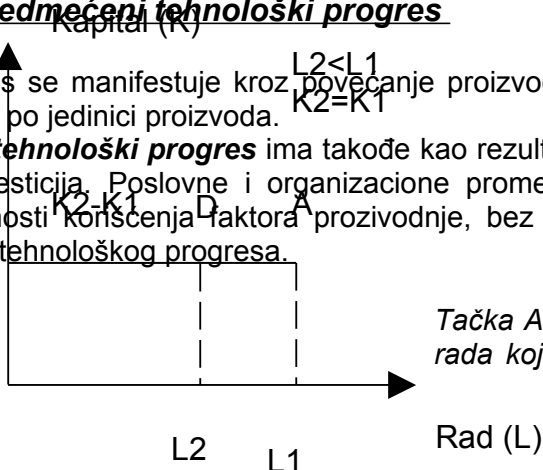 edmećeni tehnološki progres
Kapital (K)
L2<L1
s se manifestuje kroz povećanje proizvod
K2=K1
po jedinici proizvoda.
tehnološki progres ima takođe kao rezult
esticija. Poslovne i organizacione prome
K2-K1 D A
nosti korišćenja faktora prozivodnje, bez
tehnološkog progresa.
Tačka A
rada koj
Rad (L)
L2 L1